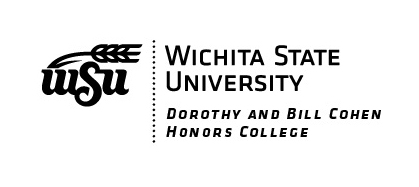 wsu
WICHITA STATE
UNIVERSITY
DOROTHY AND BILL COHEN
HONORS COLLEGE